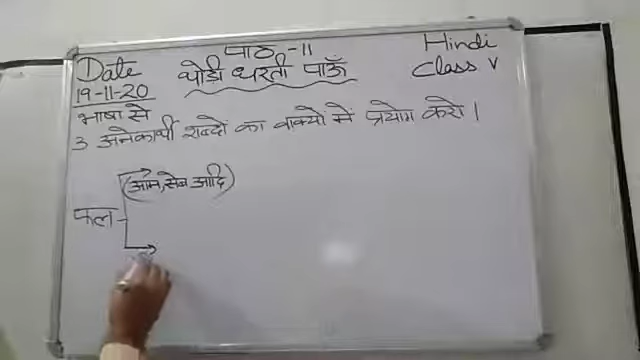 पाठ -11
Hindi
Date
थोड़ी धरती पाऊँ
Class V
19-11-20
भाषा से
3 अनेकार्थी शब्दों का वाक्यों में प्रयोग करो।
(आम, सेब आदि)
फल